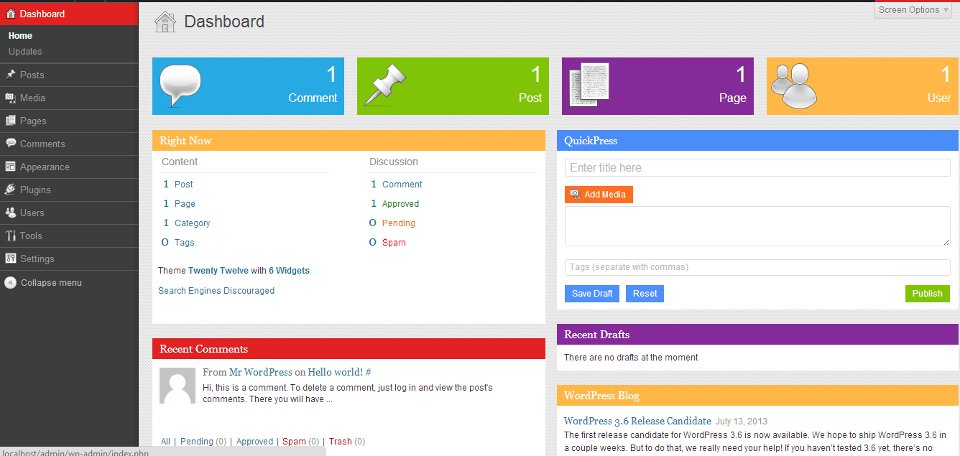 Dashboard
Home
Updates
Posts
Media
Pages
Comments
Appearance
Plugins
Users
Tools
Settings
Collapse menu
Dashboard
Screen Options
1
Comment
1
Post
1
Page
1
User
Right Now
Content
1 Post
1 Page
1 Category
0 Tags
Discussion
1 Comment
1 Approved
0 Pending
0 Spam
Theme Twenty Twelve with 6 Widgets
Search Engines Discouraged
Recent Comments
From Mr WordPress on Hello world! #
Hi, this is a comment. To delete a comment, just log in and view the post's
comments. There you will have ...
All | Pending (0) | Approved | Spam (0) | Trash (0)
QuickPress
Enter title here
Add Media
Tags (separate with commas)
Save Draft
Reset
Publish
Recent Drafts
There are no drafts at the moment
WordPress Blog
WordPress 3.6 Release Candidate July 13, 2013
The first release candidate for WordPress 3.6 is now available. We hope to ship WordPress 3.6 in
a couple weeks. But to do that, we really need your help! If you haven't tested 3.6 yet, there's no
localhost/admin/wp-admin/index.php